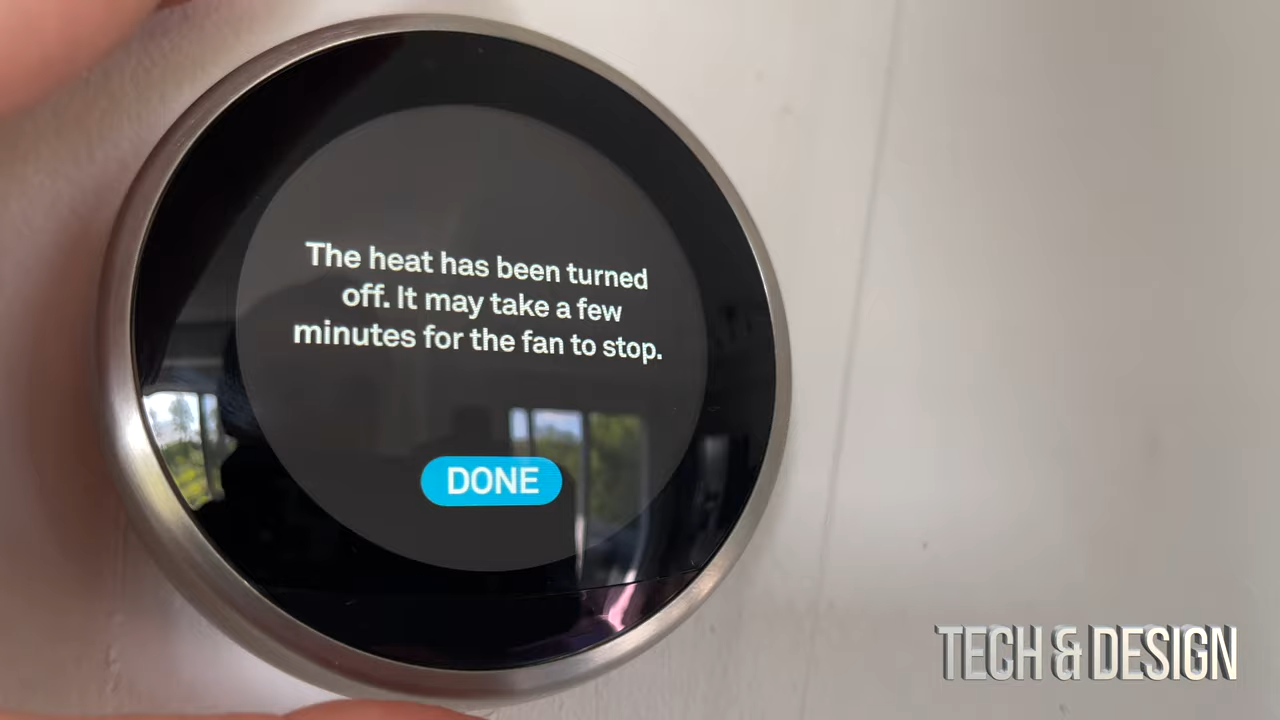 The heat has been turned
off. It may take a few
minutes for the fan to stop.
DONE
TECH & DESIGN